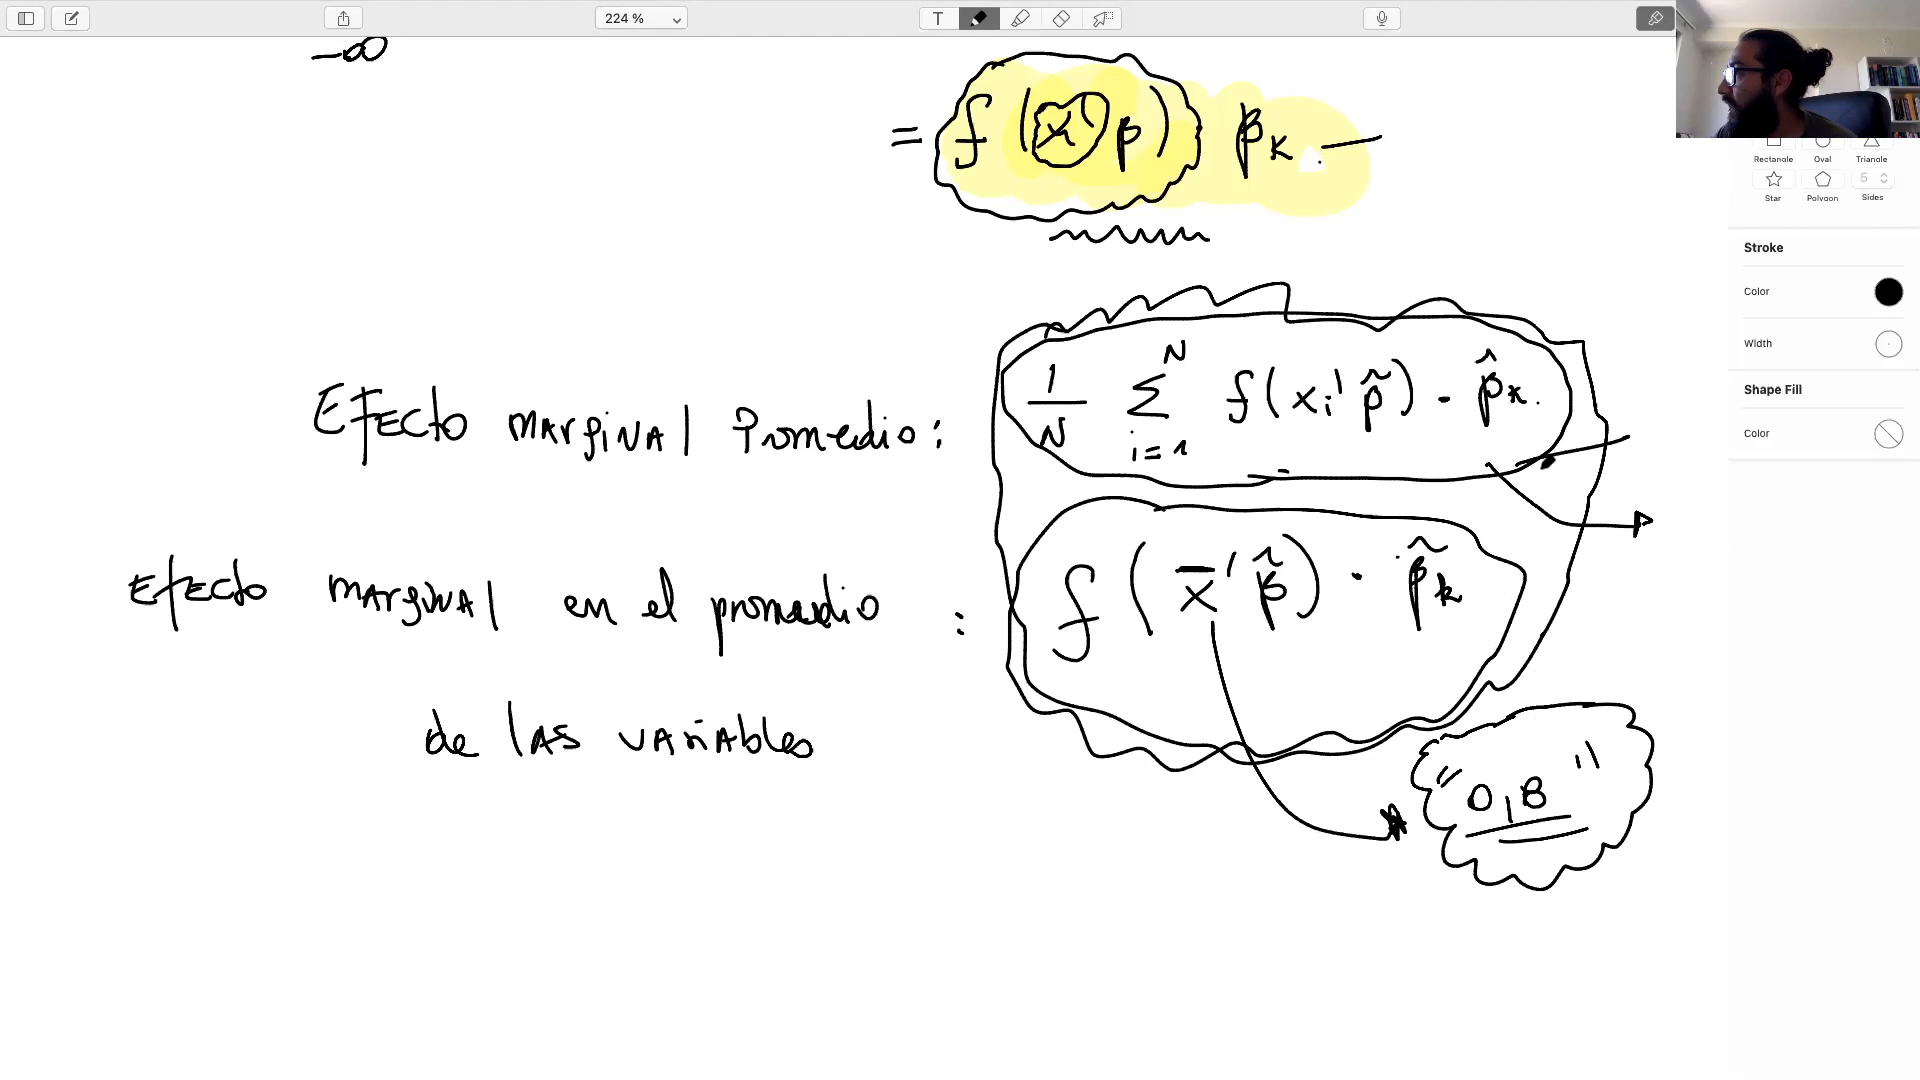 224 %
T
−∞
= f(x'β) βk
Rectangle Oval Triangle
5
Star Polygon Sides
Stroke
Color
Width
Shape Fill
Color
Efecto marginal Promedio: 1/N Σ_{i=1}^{N} f(xi'β̂) · β̂k.
Efecto marginal en el promedio : f(x̄'β̂) · β̂k
de las variables
"0,8"